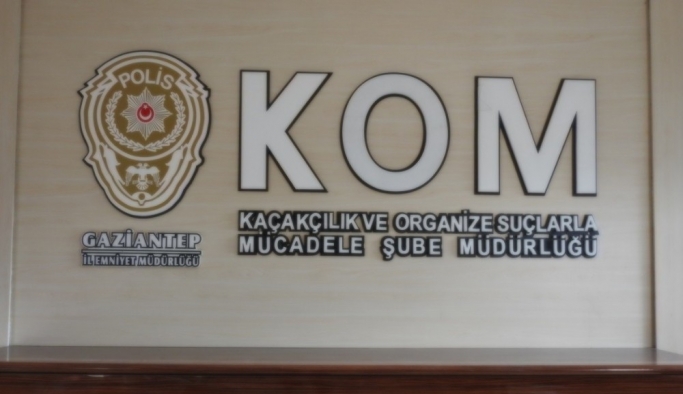 POLİS
GAZİANTEP
İL EMNİYET MÜDÜRLÜĞÜ
KOM
KAÇAKÇILIK VE ORGANİZE SUÇLARLA
MÜCADELE ŞUBE MÜDÜRLÜĞÜ